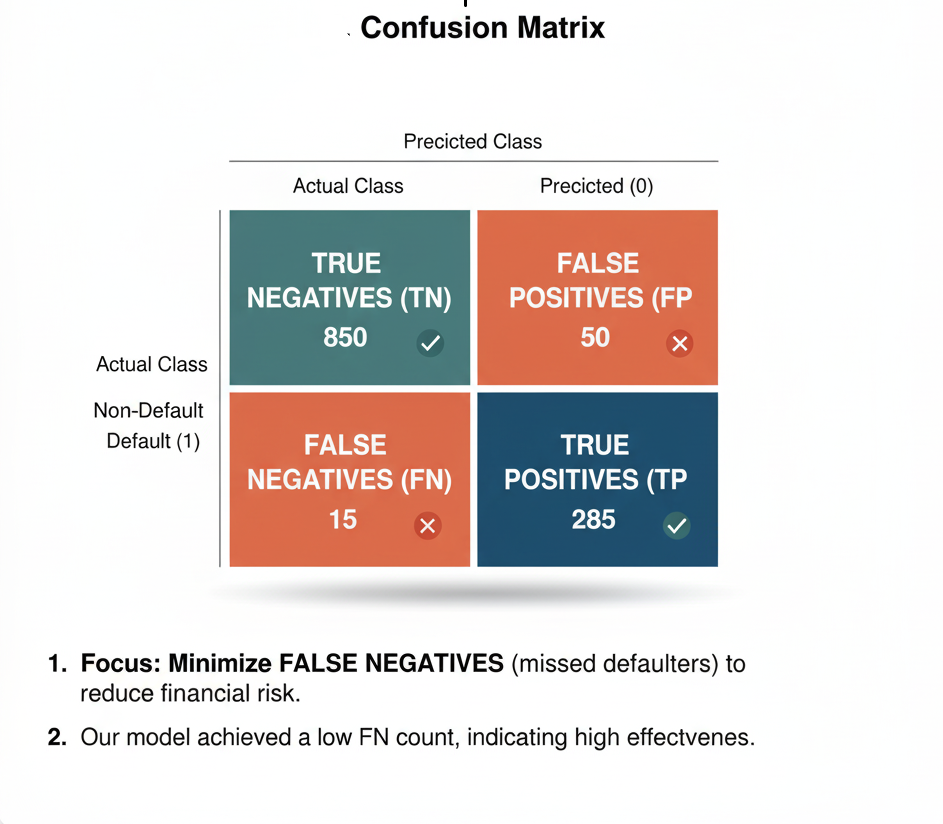 Confusion Matrix
Precicted Class
Actual Class
Precicted (0)
TRUE
NEGATIVES (TN)
850
FALSE
POSITIVES (FP
50
Actual Class
Non-Default
Default (1)
FALSE
NEGATIVES (FN)
15
TRUE
POSITIVES (TP
285
1. Focus: Minimize FALSE NEGATIVES (missed defaulters) to
reduce financial risk.
2. Our model achieved a low FN count, indicating high effectvenes.